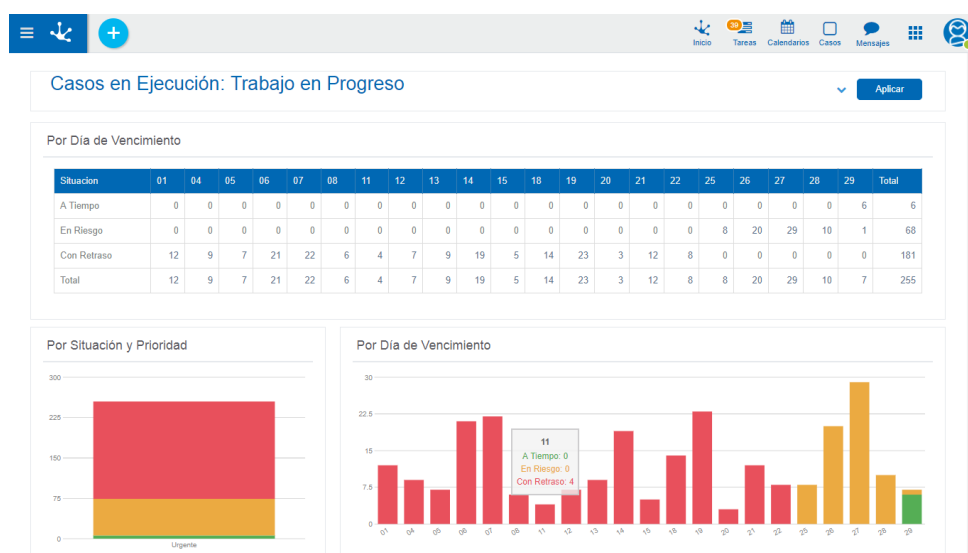 39
Inicio Tareas Calendarios Casos Mensajes
Casos en Ejecución: Trabajo en Progreso
Aplicar
Por Día de Vencimiento
Situacion 01 04 05 06 07 08 11 12 13 14 15 18 19 20 21 22 25 26 27 28 29 Total
A Tiempo 0 0 0 0 0 0 0 0 0 0 0 0 0 0 0 0 0 0 0 0 6 6
En Riesgo 0 0 0 0 0 0 0 0 0 0 0 0 0 0 0 0 8 20 29 10 1 68
Con Retraso 12 9 7 21 22 6 4 7 9 19 5 14 23 3 12 8 0 0 0 0 0 181
Total 12 9 7 21 22 6 4 7 9 19 5 14 23 3 12 8 8 20 29 10 7 255
Por Situación y Prioridad
300
225
150
75
0
Urgente
Por Día de Vencimiento
30
22.5
15
7.5
0
11
A Tiempo: 0
En Riesgo: 0
Con Retraso: 4
01 04 05 06 07 08 11 12 13 14 15 18 19 20 21 22 25 26 27 28 29